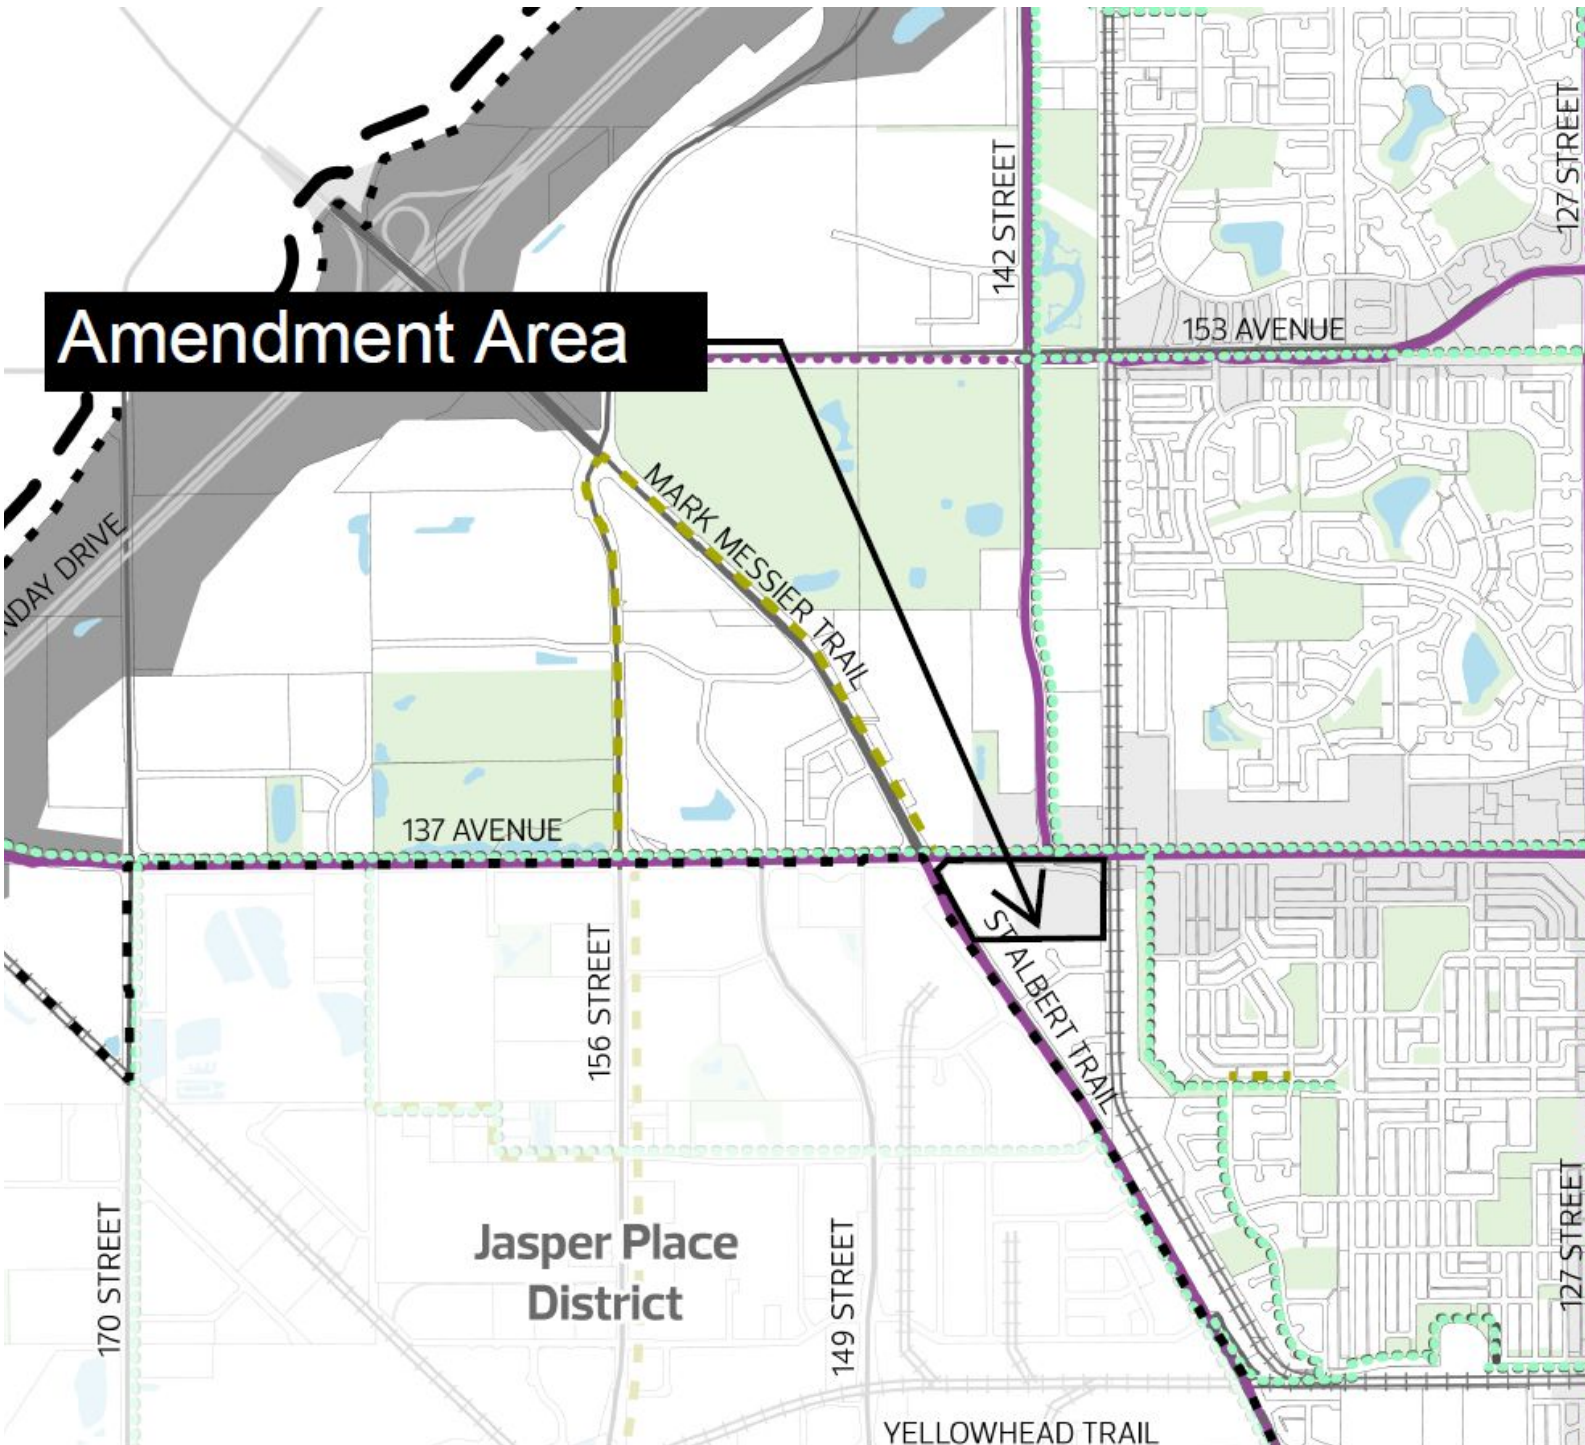 127 STREET
142 STREET
153 AVENUE
Amendment Area
MARK MESSIER TRAIL
NDAY DRIVE
137 AVENUE
ST ALBERT TRAIL
156 STREET
Jasper Place
District
170 STREET
149 STREET
127 STREET
YELLOWHEAD TRAIL